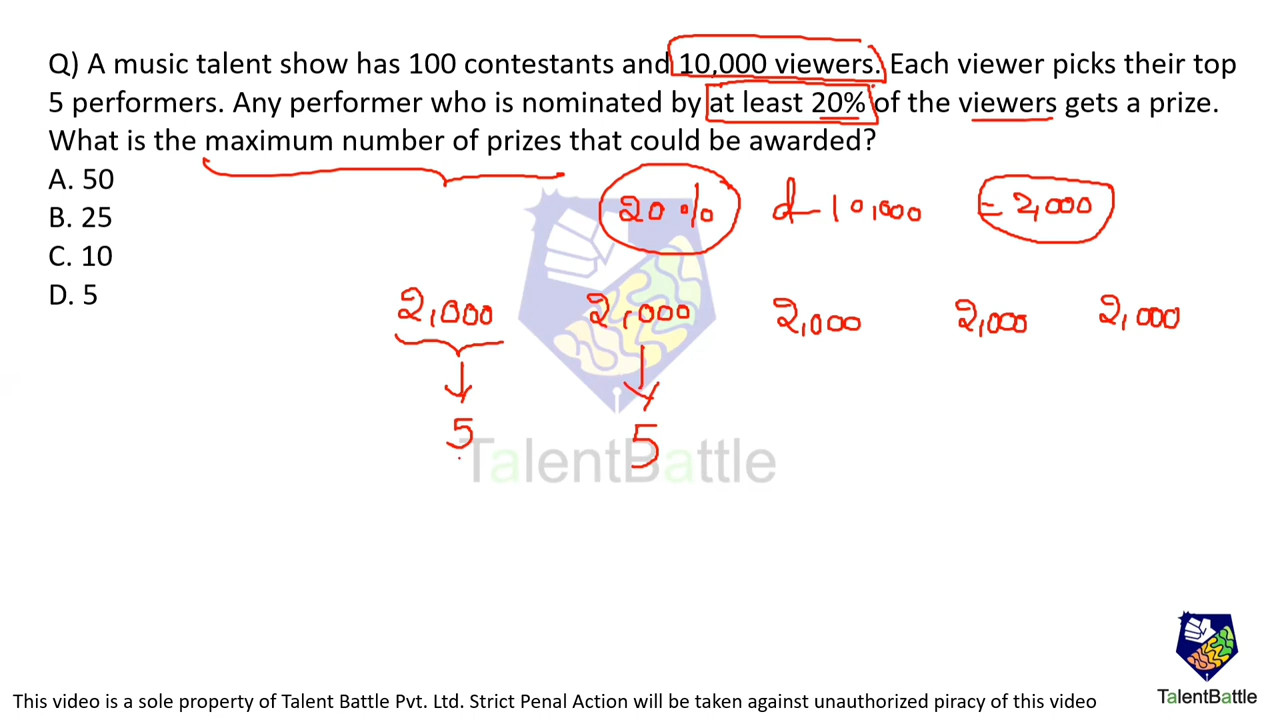 Q) A music talent show has 100 contestants and 10,000 viewers. Each viewer picks their top
5 performers. Any performer who is nominated by at least 20% of the viewers gets a prize.
What is the maximum number of prizes that could be awarded?
A. 50
B. 25
C. 10
D. 5
20% of 10,000 = 2,000
2,000 2,000 2,000 2,000 2,000
5 5
TalentBattle
TalentBattle
This video is a sole property of Talent Battle Pvt. Ltd. Strict Penal Action will be taken against unauthorized piracy of this video